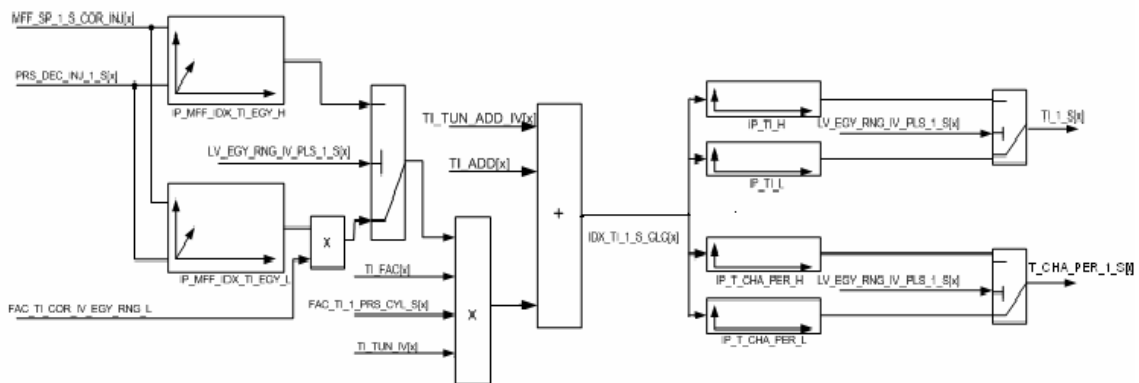 MFF_SP_1_S_COR_INJ[x]
PRS_DEC_INJ_1_S[x]
IP_MFF_IDX_TI_EGY_H
LV_EGY_RNG_IV_PLS_1_S[x]
IP_MFF_IDX_TI_EGY_L
X
FAC_TI_COR_IV_EGY_RNG_L
TI_TUN_ADD_IV[x]
TI_ADD[x]
TI_FAC[x]
FAC_TI_1_PRS_CYL_S[x]
TI_TUN_IV[x]
X
+
IDX_TI_1_S_CLC[x]
IP_TI_H
LV_EGY_RNG_IV_PLS_1_S[x]
IP_TI_L
TI_1_S[x]
IP_T_CHA_PER_H
LV_EGY_RNG_IV_PLS_1_S[x]
IP_T_CHA_PER_L
T_CHA_PER_1_S[